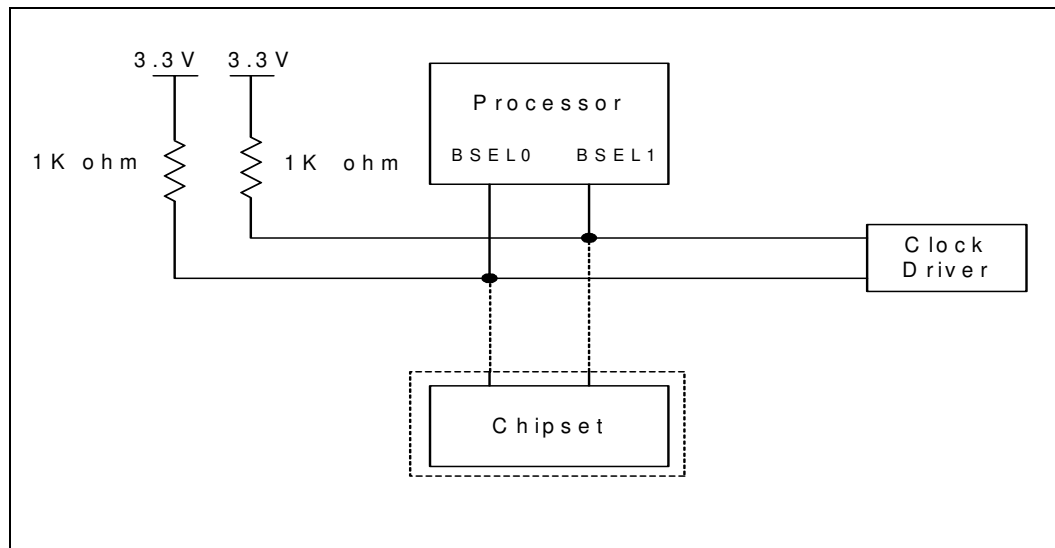 3.3V 3.3V
Processor
BSEL0 BSEL1
1K ohm 1K ohm
Clock
Driver
Chipset